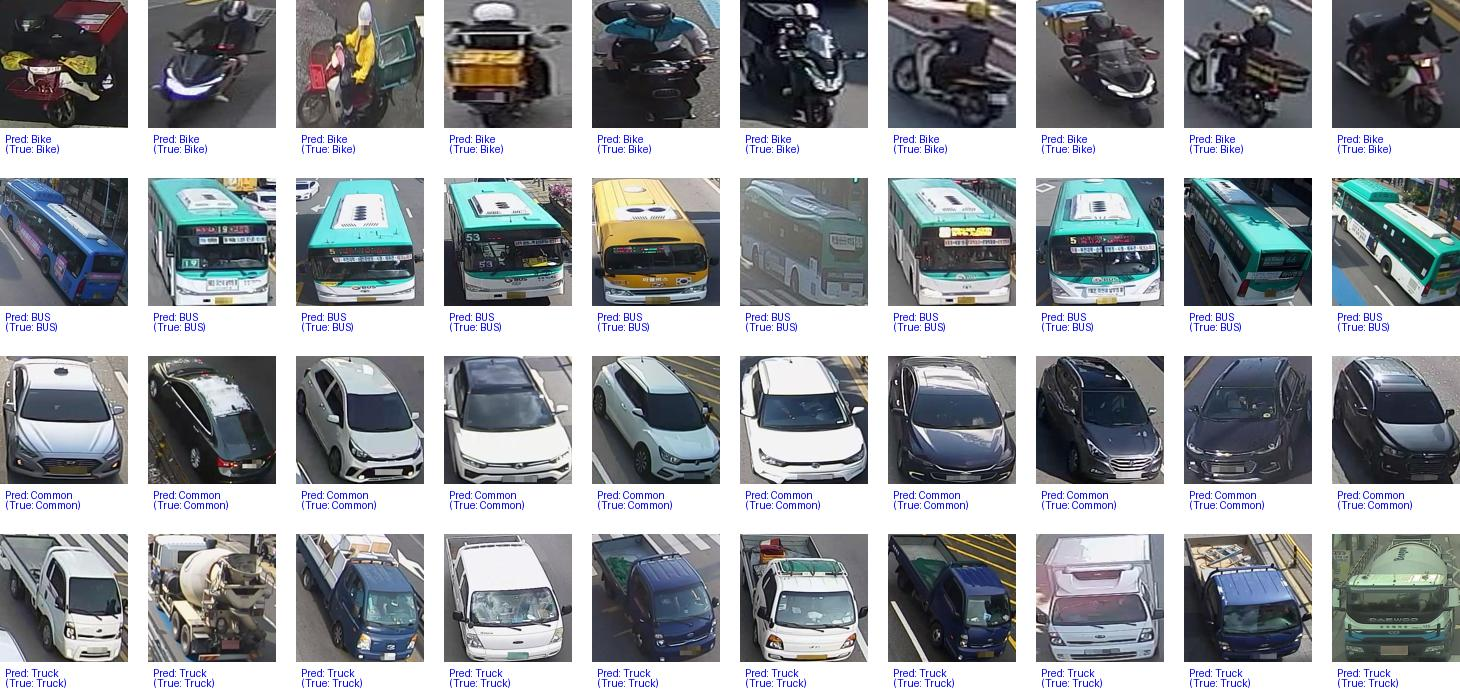 Pred: Bike
(True: Bike)
Pred: Bike
(True: Bike)
Pred: Bike
(True: Bike)
Pred: Bike
(True: Bike)
Pred: Bike
(True: Bike)
Pred: Bike
(True: Bike)
Pred: Bike
(True: Bike)
Pred: Bike
(True: Bike)
Pred: Bike
(True: Bike)
Pred: Bike
(True: Bike)
19
19
5
53
53
5
Pred: BUS
(True: BUS)
Pred: BUS
(True: BUS)
Pred: BUS
(True: BUS)
Pred: BUS
(True: BUS)
Pred: BUS
(True: BUS)
Pred: BUS
(True: BUS)
Pred: BUS
(True: BUS)
Pred: BUS
(True: BUS)
Pred: BUS
(True: BUS)
Pred: BUS
(True: BUS)
Pred: Common
(True: Common)
Pred: Common
(True: Common)
Pred: Common
(True: Common)
Pred: Common
(True: Common)
Pred: Common
(True: Common)
Pred: Common
(True: Common)
Pred: Common
(True: Common)
Pred: Common
(True: Common)
Pred: Common
(True: Common)
Pred: Common
(True: Common)
DAEWOO
Pred: Truck
(True: Truck)
Pred: Truck
(True: Truck)
Pred: Truck
(True: Truck)
Pred: Truck
(True: Truck)
Pred: Truck
(True: Truck)
Pred: Truck
(True: Truck)
Pred: Truck
(True: Truck)
Pred: Truck
(True: Truck)
Pred: Truck
(True: Truck)
Pred: Truck
(True: Truck)